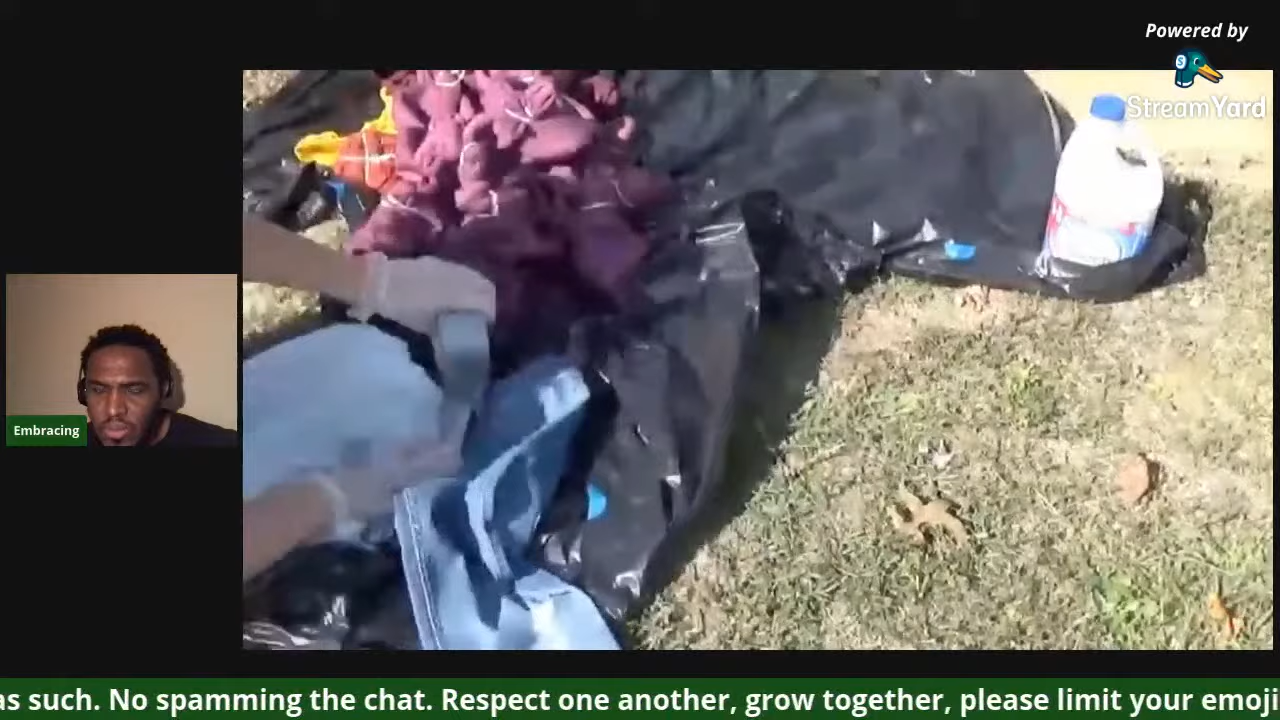 Powered by
StreamYard
Embracing
as such. No spamming the chat. Respect one another, grow together, please limit your emoji